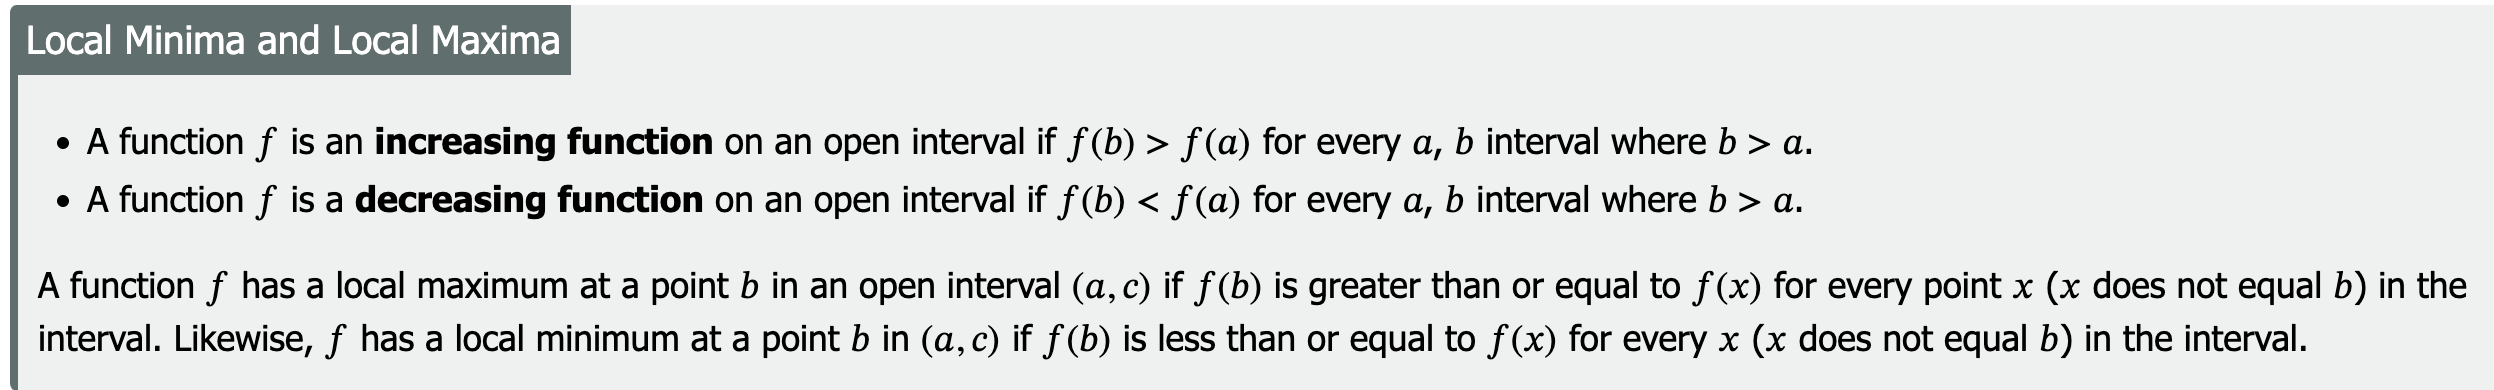 Local Minima and Local Maxima
• A function f is an increasing function on an open interval if f(b) > f(a) for every a, b interval where b > a.
• A function f is a decreasing function on an open interval if f(b) < f(a) for every a, b interval where b > a.
A function f has a local maximum at a point b in an open interval (a, c) if f(b) is greater than or equal to f(x) for every point x (x does not equal b) in the
interval. Likewise, f has a local minimum at a point b in (a, c) if f(b) is less than or equal to f(x) for every x (x does not equal b) in the interval.